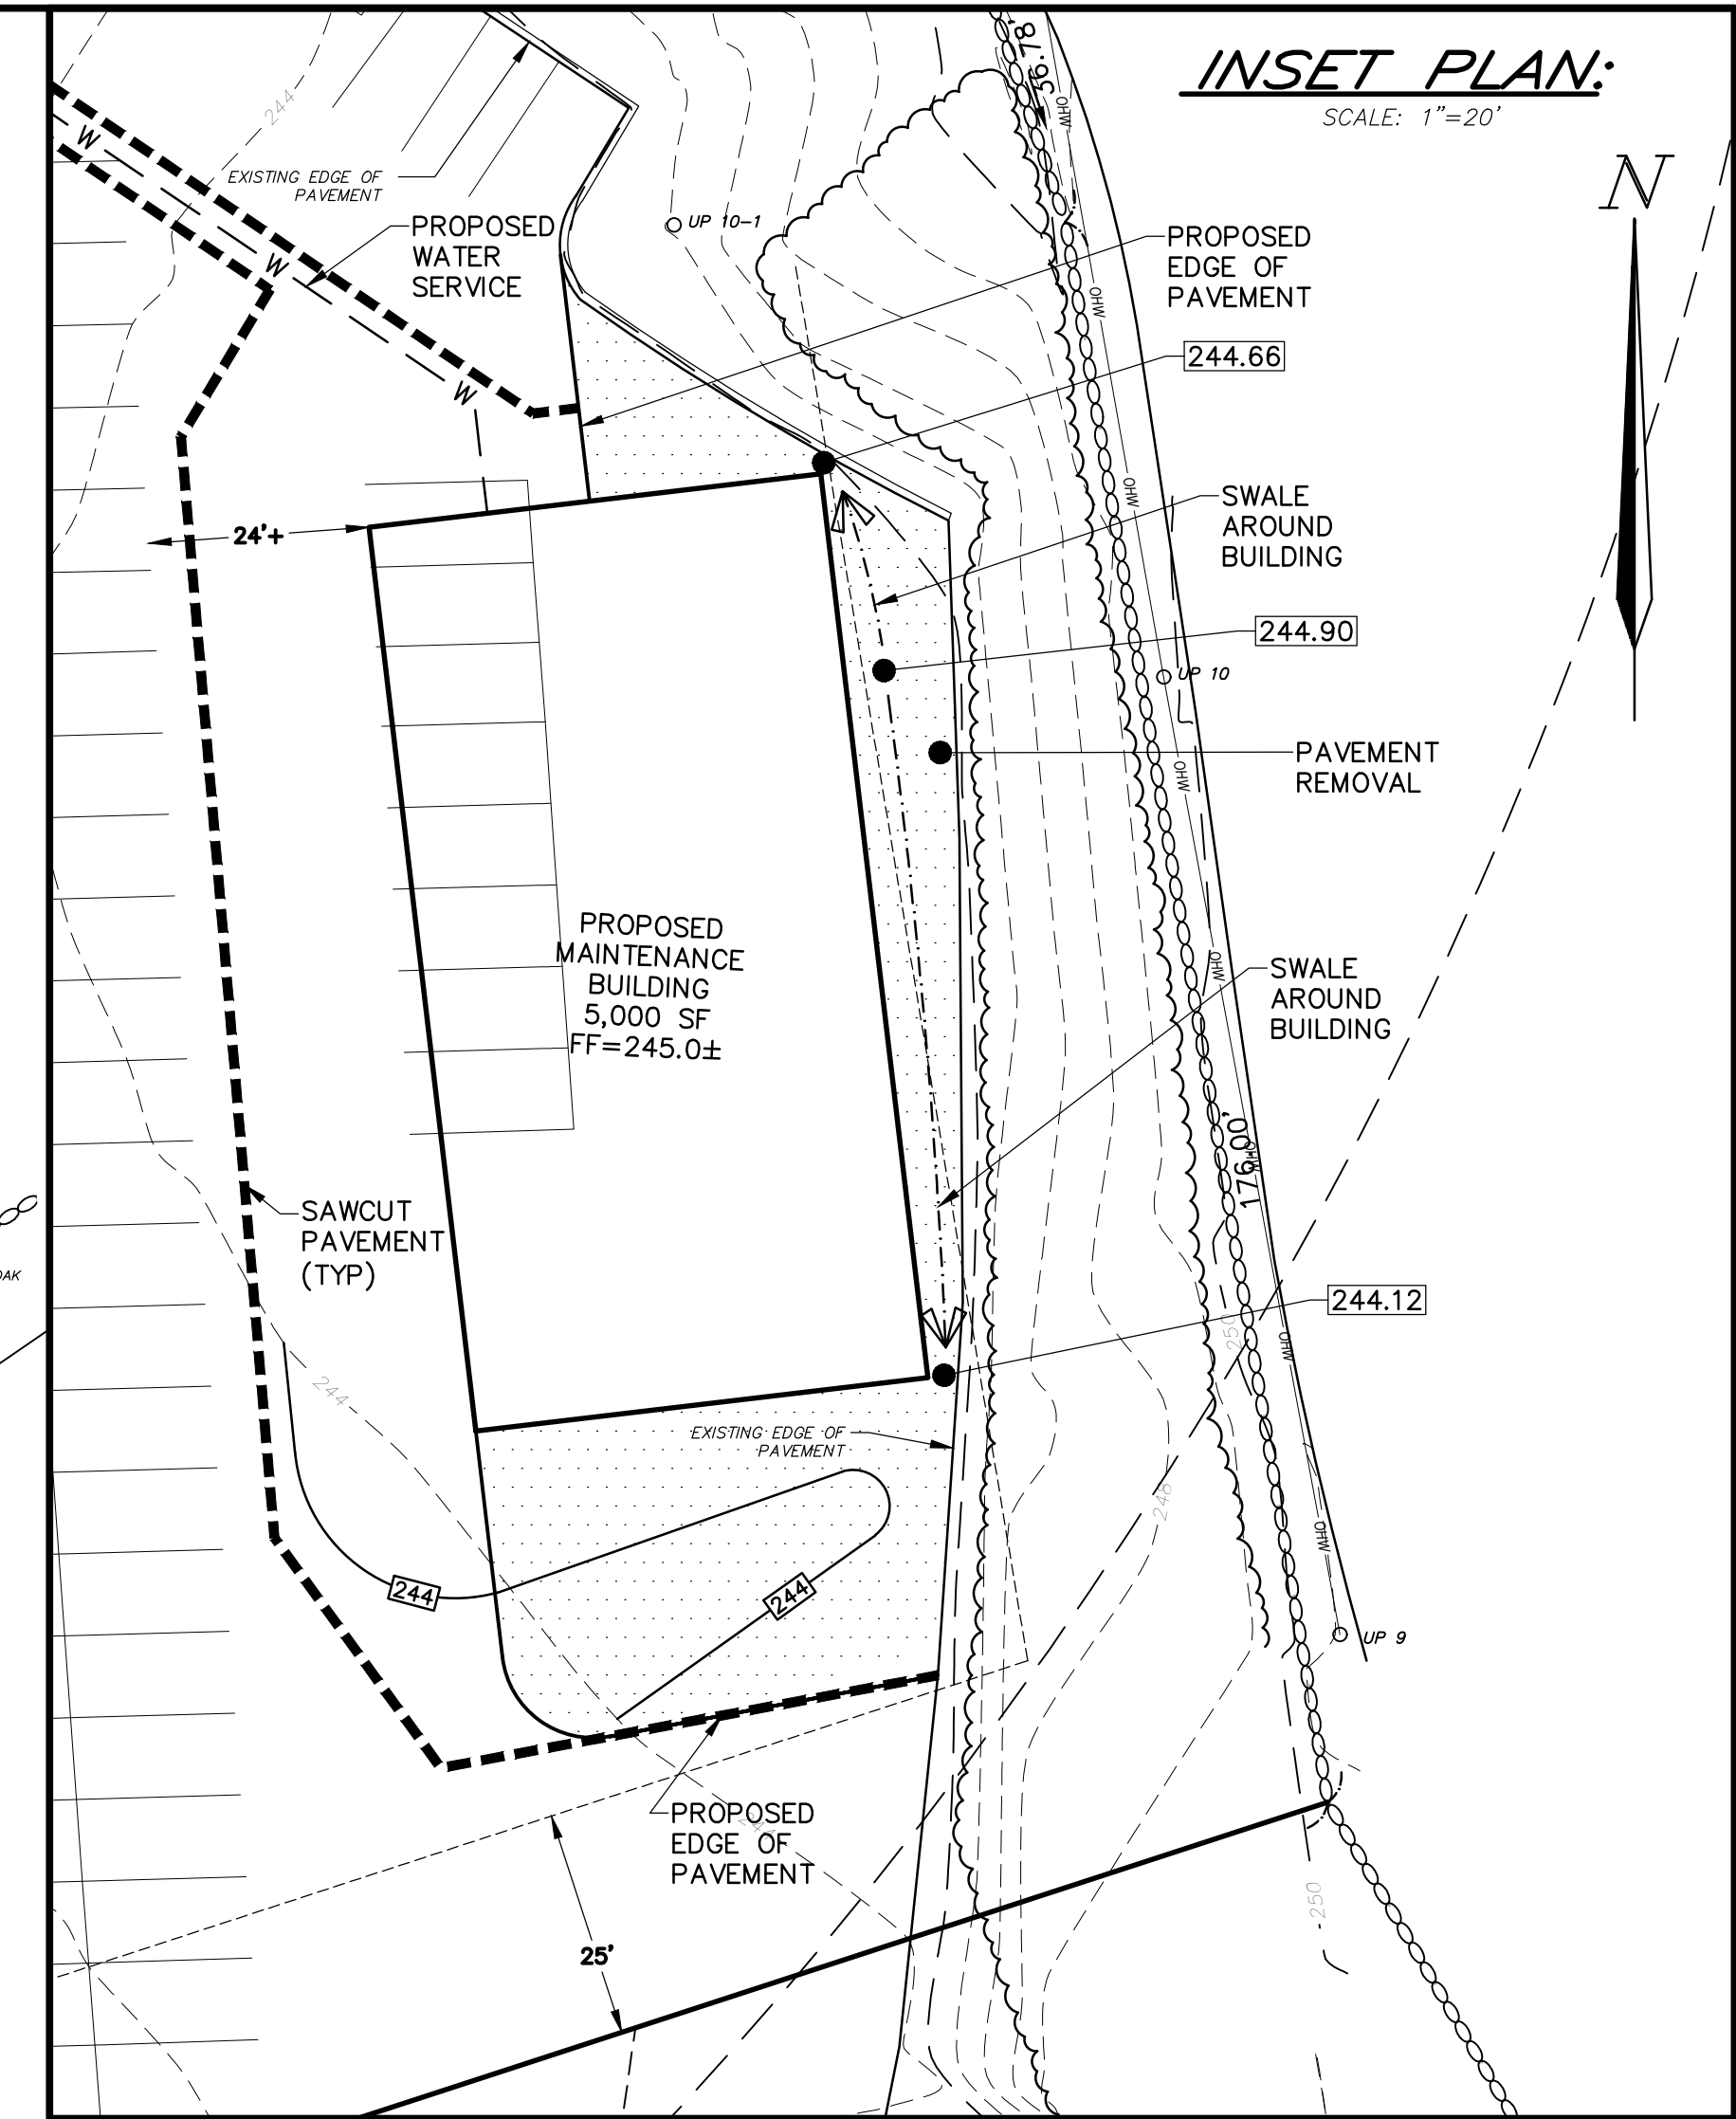 INSET PLAN:
SCALE: 1"=20'
N
56.78'
OHW
244
EXISTING EDGE OF
PAVEMENT
W
PROPOSED
WATER
SERVICE
W
W
UP 10-1
PROPOSED
EDGE OF
PAVEMENT
OHW
244.66
OHW
SWALE
AROUND
BUILDING
24'+
244.90
UP 10
PAVEMENT
REMOVAL
OHW
PROPOSED
MAINTENANCE
BUILDING
5,000 SF
FF=245.0±
OHW
SWALE
AROUND
BUILDING
176.00'
OHW
SAWCUT
PAVEMENT
(TYP)
OAK
244.12
250
OHW
244
EXISTING EDGE OF
PAVEMENT
248
OHW
244
244
UP 9
PROPOSED
EDGE OF
PAVEMENT
244
250
25'